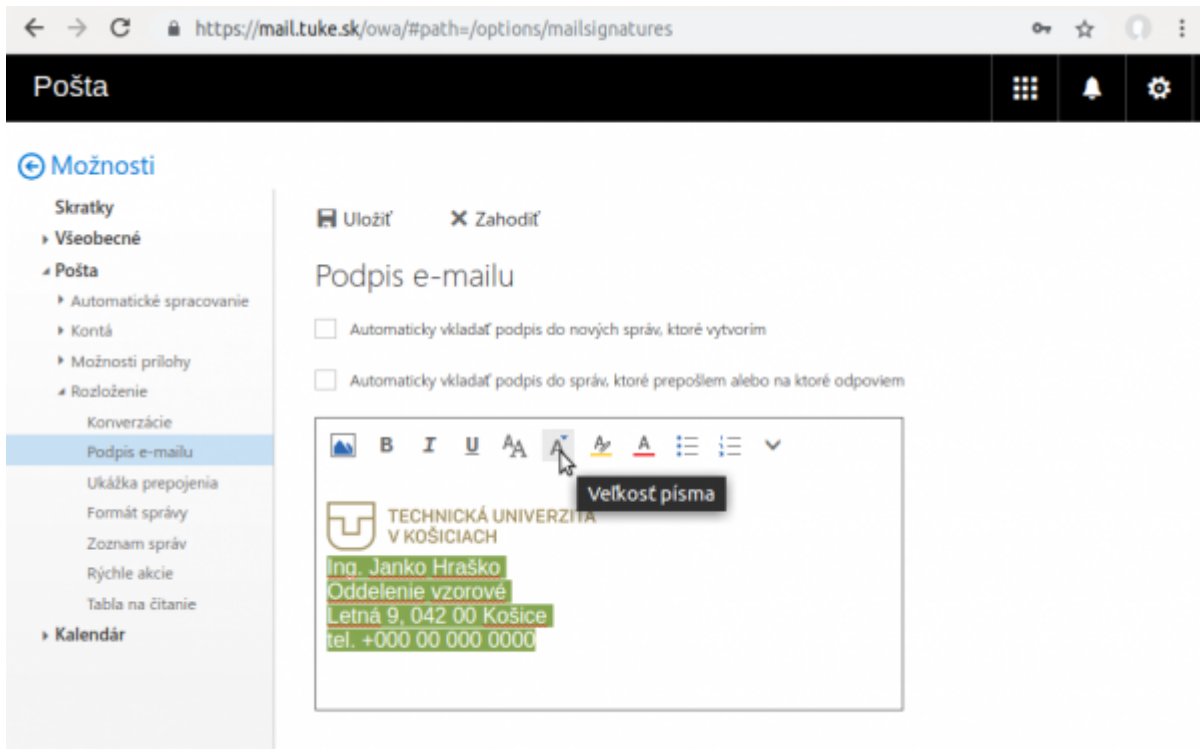 https://mail.tuke.sk/owa/#path=/options/mailsignatures
Pošta
Možnosti
Skratky
Všeobecné
Pošta
Automatické spracovanie
Kontá
Možnosti prílohy
Rozloženie
Konverzácie
Podpis e-mailu
Ukážka prepojenia
Formát správy
Zoznam správ
Rýchle akcie
Tabla na čítanie
Kalendár
Uložiť Zahodiť
Podpis e-mailu
Automaticky vkladať podpis do nových správ, ktoré vytvorím
Automaticky vkladať podpis do správ, ktoré prepošlem alebo na ktoré odpoviem
B I U AA A A A
Veľkosť písma
TECHNICKÁ UNIVERZITA
V KOŠICIACH
Ing. Janko Hraško
Oddelenie vzorové
Letná 9, 042 00 Košice
tel. +000 00 000 0000